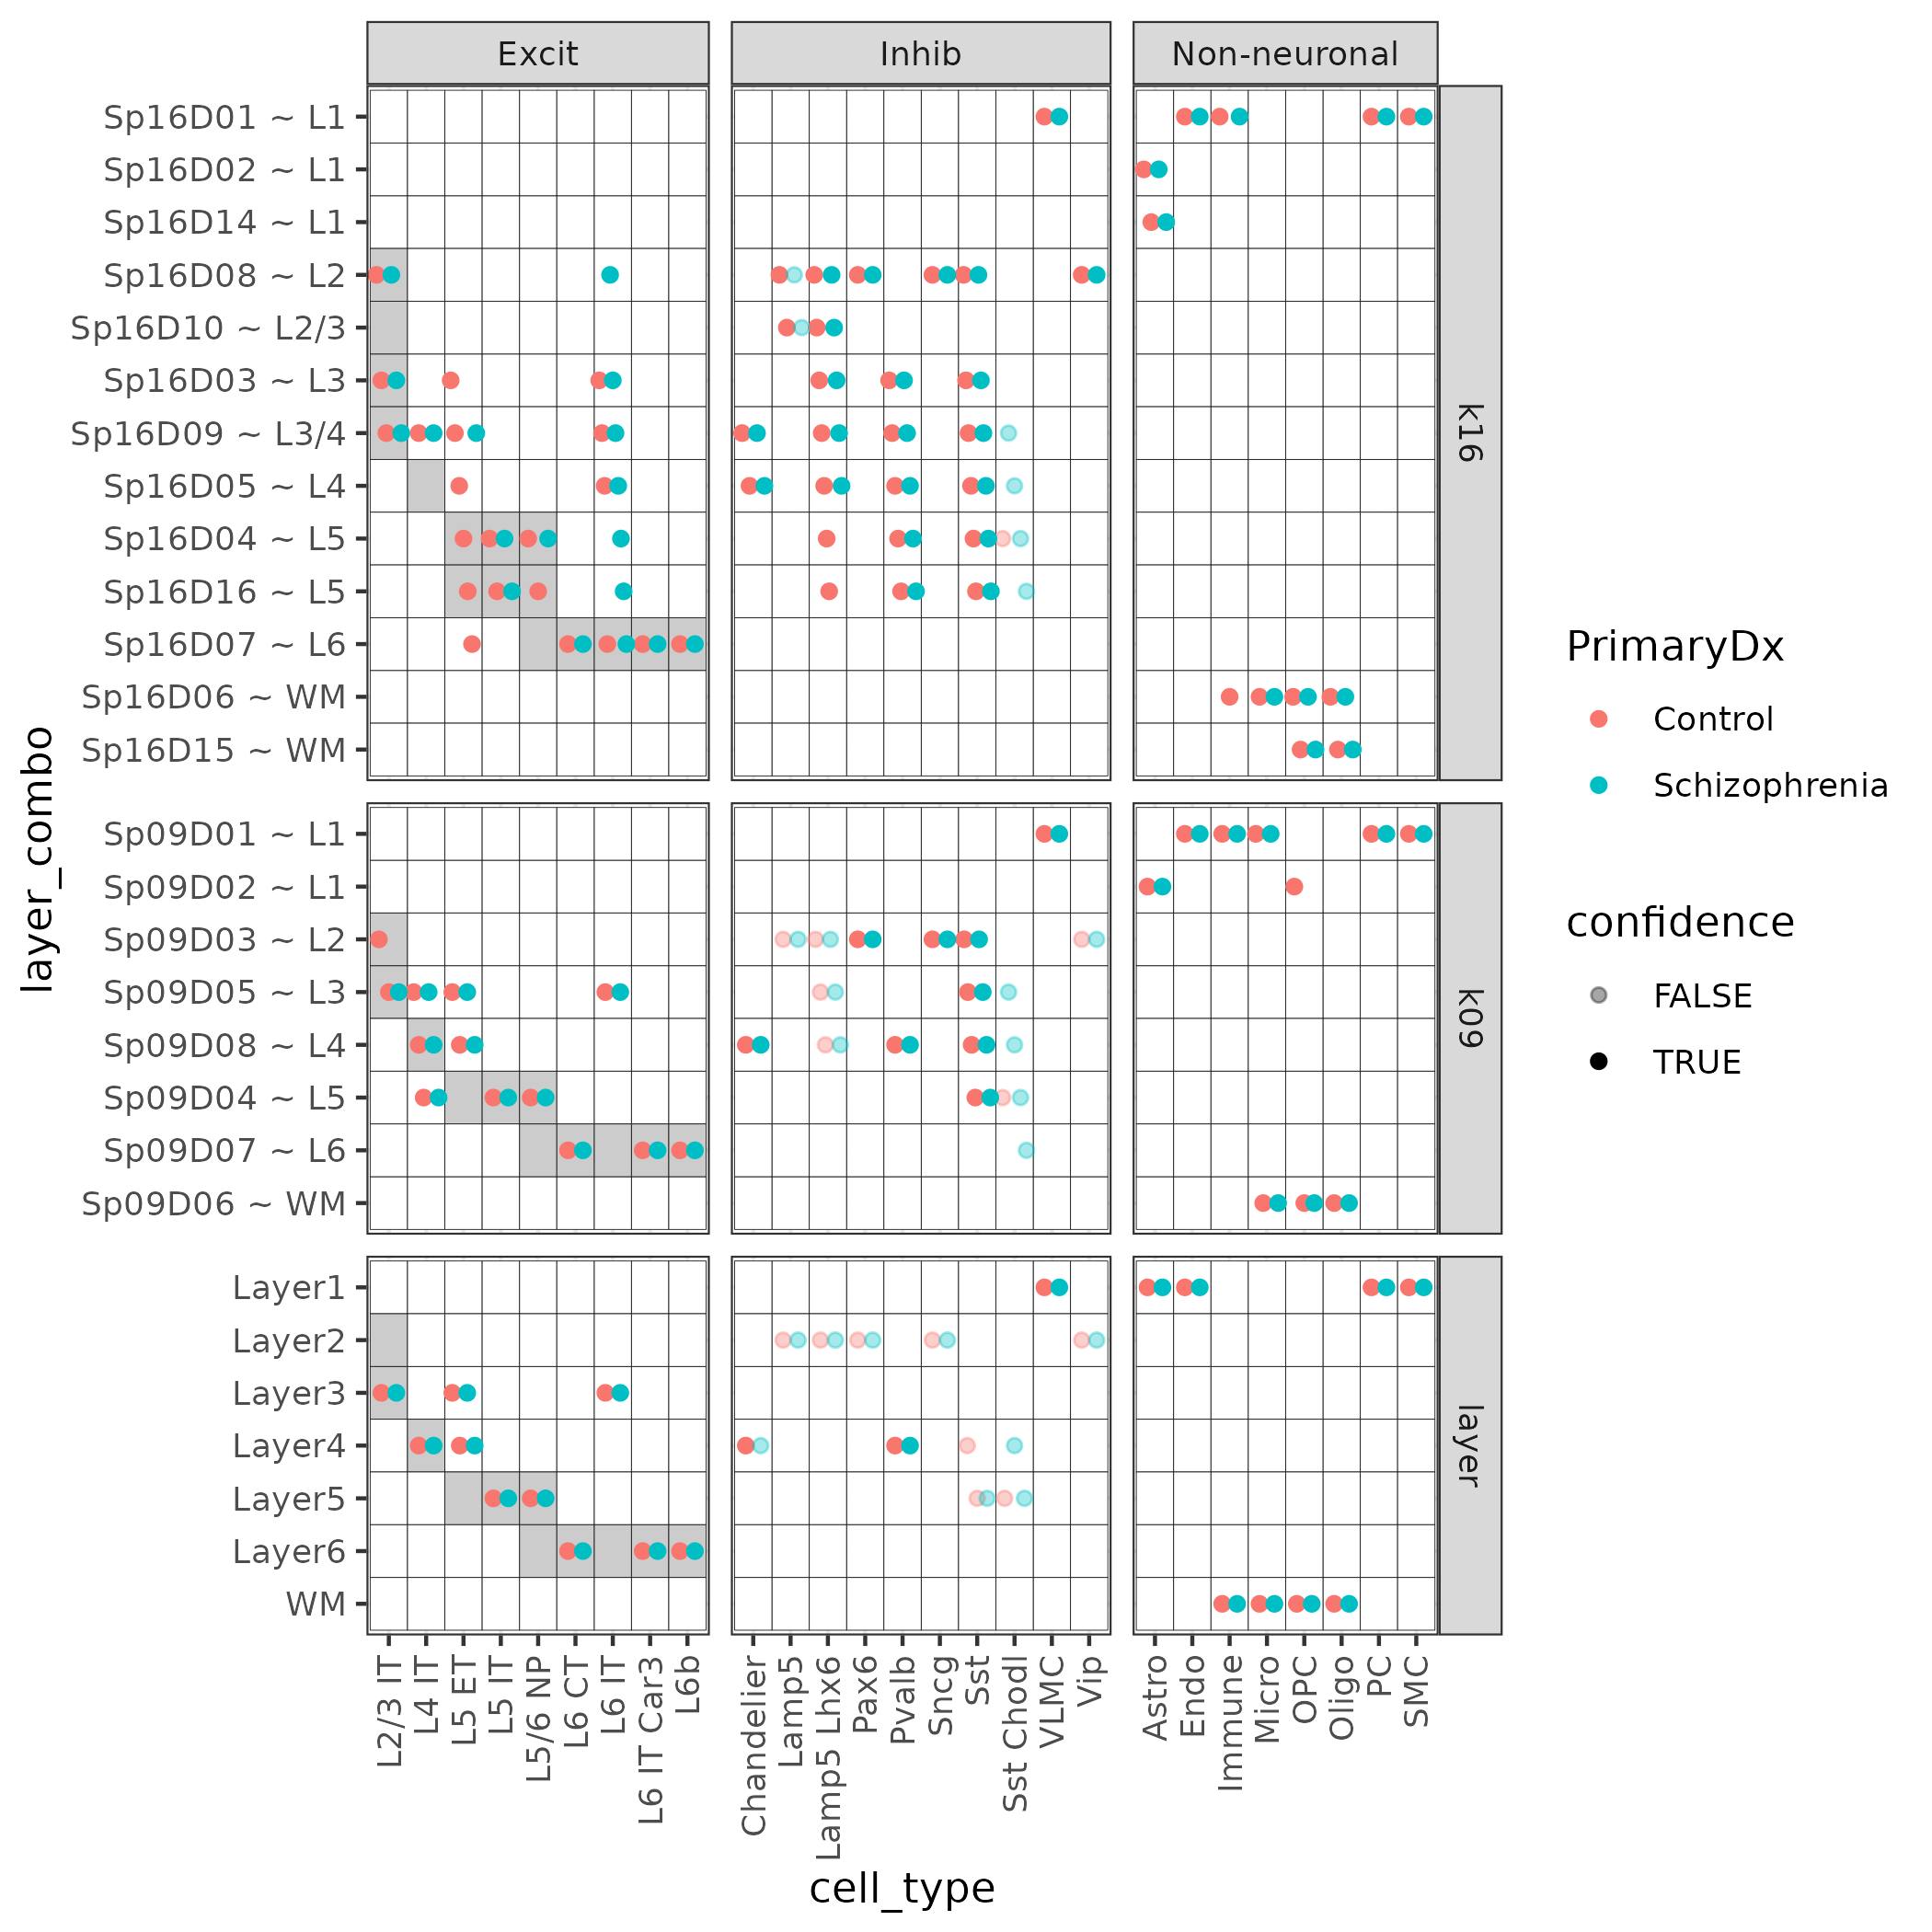 Excit
Inhib
Non-neuronal
Sp16D01 ~ L1
Sp16D02 ~ L1
Sp16D14 ~ L1
Sp16D08 ~ L2
Sp16D10 ~ L2/3
Sp16D03 ~ L3
Sp16D09 ~ L3/4
Sp16D05 ~ L4
Sp16D04 ~ L5
Sp16D16 ~ L5
Sp16D07 ~ L6
Sp16D06 ~ WM
Sp16D15 ~ WM
k16
Sp09D01 ~ L1
Sp09D02 ~ L1
Sp09D03 ~ L2
Sp09D05 ~ L3
Sp09D08 ~ L4
Sp09D04 ~ L5
Sp09D07 ~ L6
Sp09D06 ~ WM
k09
Layer1
Layer2
Layer3
Layer4
Layer5
Layer6
WM
layer
layer_combo
L2/3 IT
L4 IT
L5 ET
L5 IT
L5/6 NP
L6 CT
L6 IT
L6 IT Car3
L6b
Chandelier
Lamp5
Lamp5 Lhx6
Pax6
Pvalb
Sncg
Sst
Sst Chodl
VLMC
Vip
Astro
Endo
Immune
Micro
OPC
Oligo
PC
SMC
cell_type
PrimaryDx
Control
Schizophrenia
confidence
FALSE
TRUE